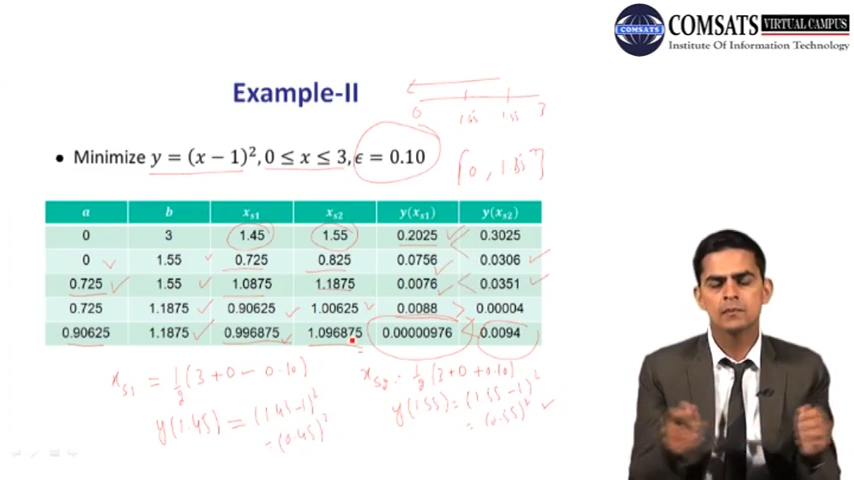 COMSATS VIRTUAL CAMPUS
COMSATS
Institute Of Information Technology
Example-II
0 1.45 1.55 3
• Minimize y = (x − 1)², 0 ≤ x ≤ 3, ϵ = 0.10
[0, 1.55]
a b xs1 xs2 y(xs1) y(xs2)
0 3 1.45 1.55 0.2025 0.3025
0 1.55 0.725 0.825 0.0756 0.0306
0.725 1.55 1.0875 1.1875 0.0076 0.0351
0.725 1.1875 0.90625 1.00625 0.0088 0.00004
0.90625 1.1875 0.996875 1.096875 0.00000976 0.0094
xs1 = 1/2 (3+0−0.10)
y(1.45) = (1.45−1)²
= (0.45)²
xs2 = 1/2 (3+0+0.10)
y(1.55) = (1.55−1)²
= (0.55)²